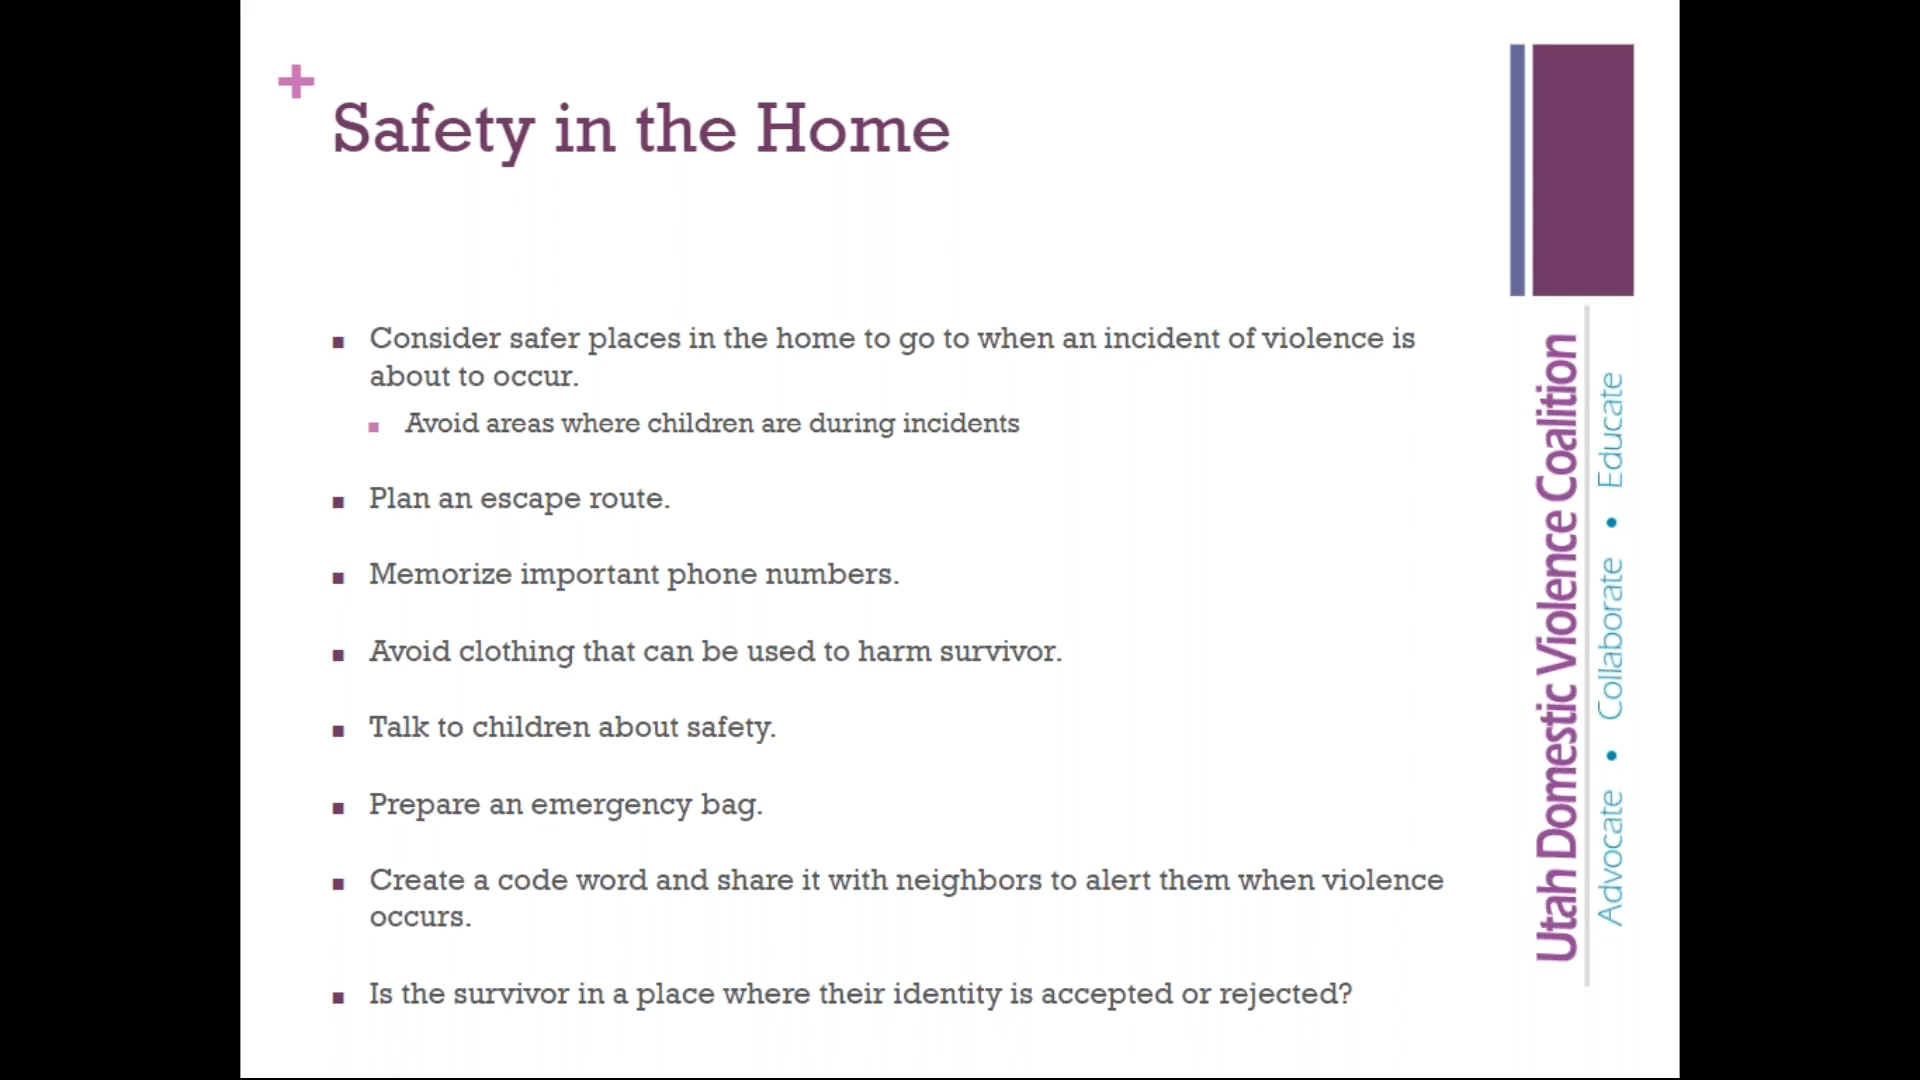 +
Safety in the Home
▪ Consider safer places in the home to go to when an incident of violence is
about to occur.
▪ Avoid areas where children are during incidents
▪ Plan an escape route.
▪ Memorize important phone numbers.
▪ Avoid clothing that can be used to harm survivor.
▪ Talk to children about safety.
▪ Prepare an emergency bag.
▪ Create a code word and share it with neighbors to alert them when violence
occurs.
▪ Is the survivor in a place where their identity is accepted or rejected?
Utah Domestic Violence Coalition
Advocate • Collaborate • Educate